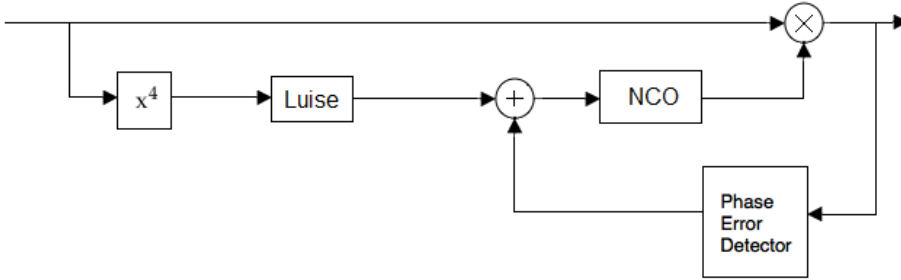 x⁴
Luise
+
NCO
×
Phase
Error
Detector